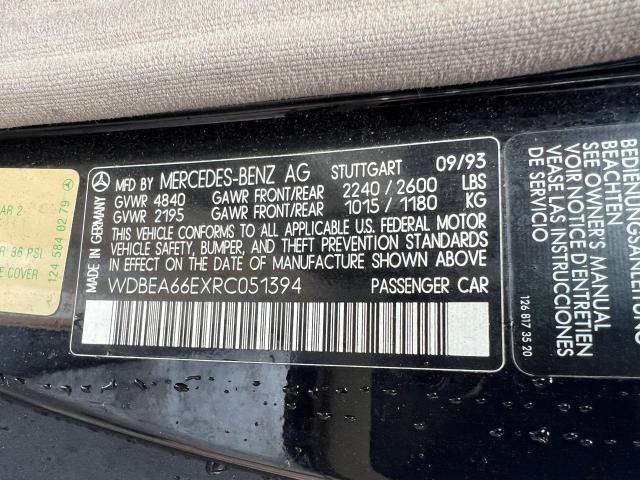 MFD BY MERCEDES-BENZ AG STUTTGART 09/93
GVWR 4840 GAWR FRONT/REAR 2240/2600 LBS
GVWR 2195 GAWR FRONT/REAR 1015/1180 KG
THIS VEHICLE CONFORMS TO ALL APPLICABLE U.S. FEDERAL MOTOR
VEHICLE SAFETY, BUMPER, AND THEFT PREVENTION STANDARDS
IN EFFECT ON THE DATE OF MANUFACTURE SHOWN ABOVE.
WDBEA66EXRC051394 PASSENGER CAR
MADE IN GERMANY
AR 2
36 PSI
E COVER
124 584 02 79
BEACHTEN
SEE OWNER'S MANUAL
VOIR NOTICE D'ENTRETIEN
VEASE INSTRUCCIONES
DE SERVICIO
126 817 35 20